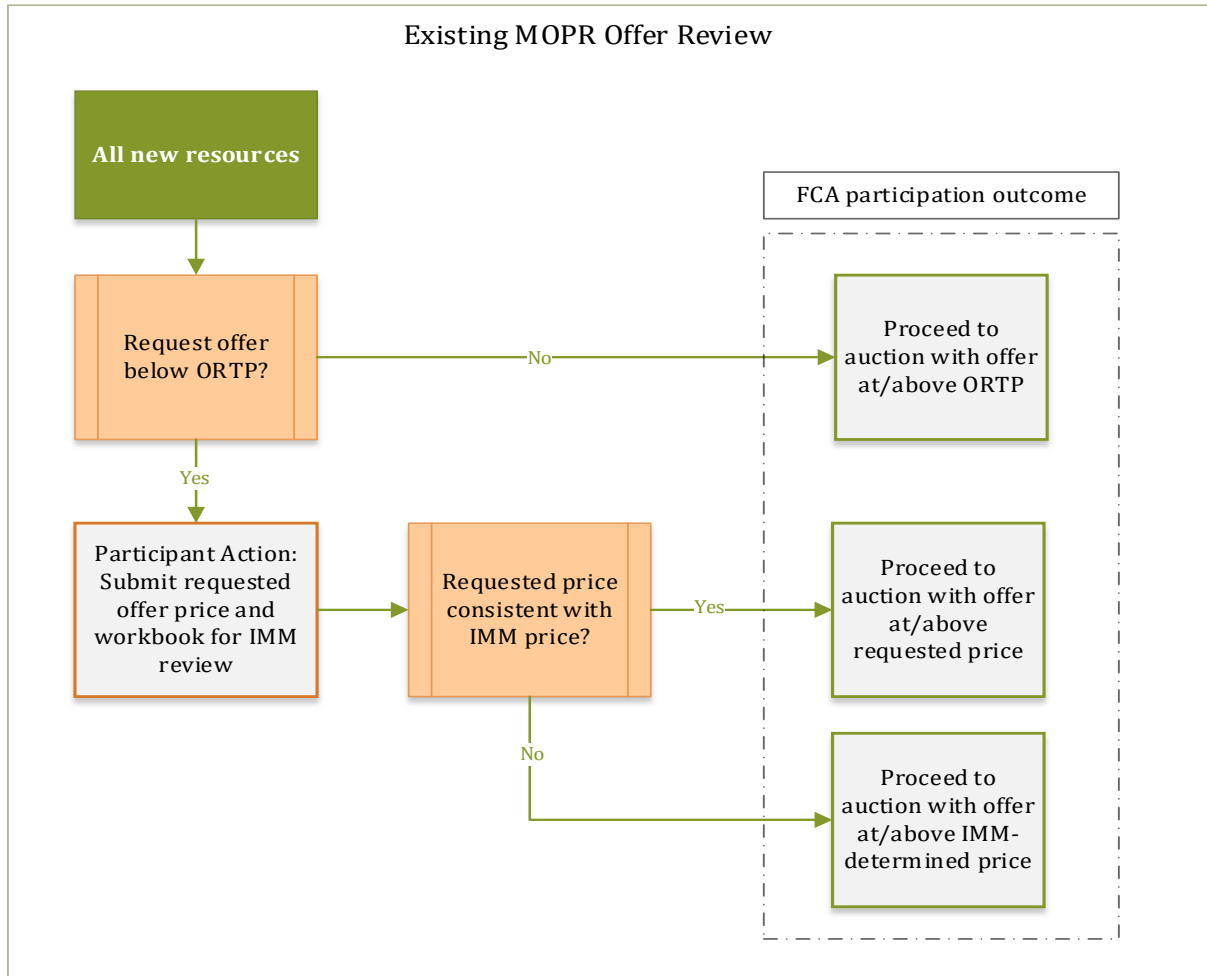 Existing MOPR Offer Review
All new resources
FCA participation outcome
Request offer
below ORTP?
No
Proceed to
auction with offer
at/above ORTP
Yes
Participant Action:
Submit requested
offer price and
workbook for IMM
review
Requested price
consistent with
IMM price?
Yes
Proceed to
auction with offer
at/above
requested price
No
Proceed to
auction with offer
at/above IMM-
determined price